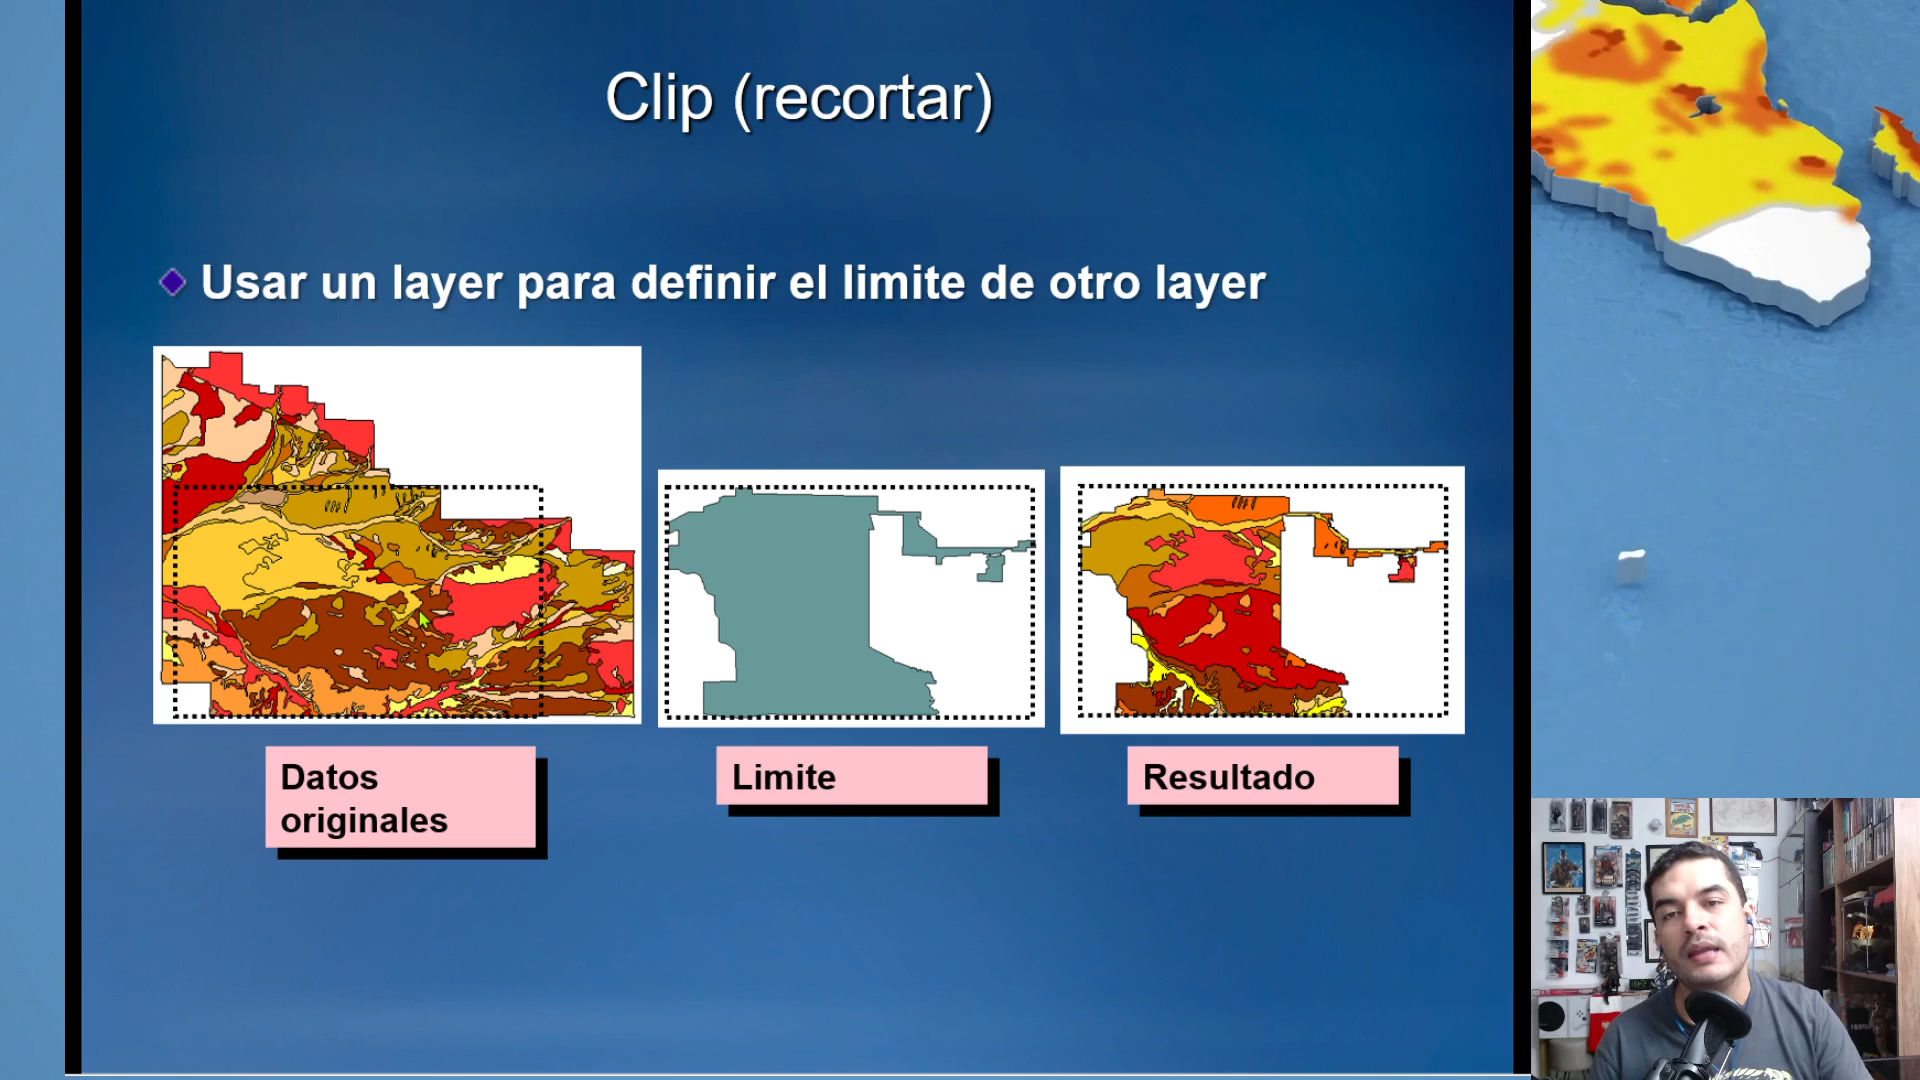 Clip (recortar)
Usar un layer para definir el limite de otro layer
Datos
originales
Limite
Resultado